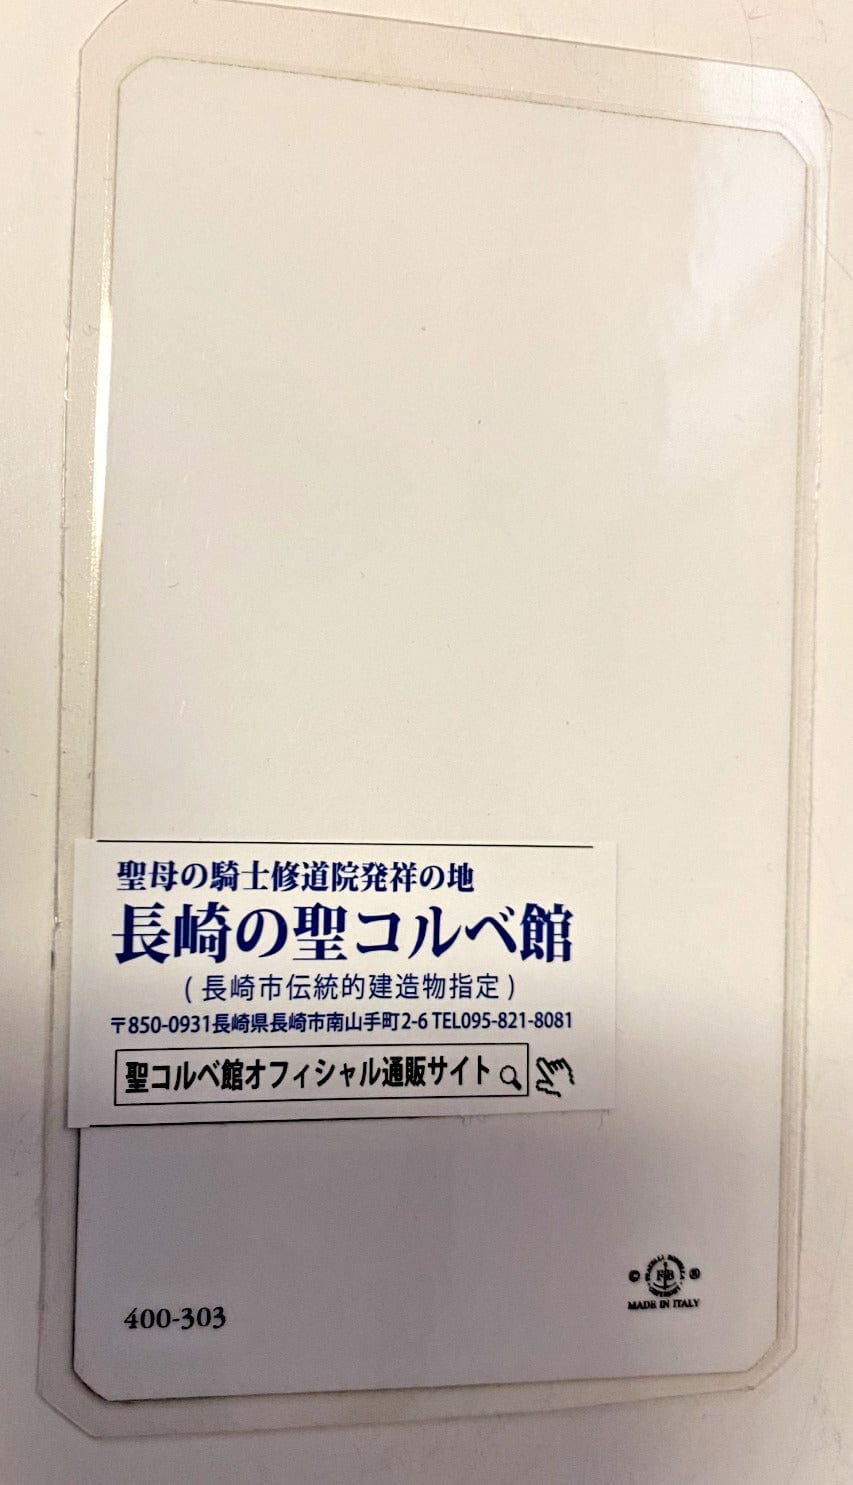 聖母の騎士修道院発祥の地
長崎の聖コルベ館
(長崎市伝統的建造物指定)
〒850-0931長崎県長崎市南山手町2-6 TEL095-821-8081
聖コルベ館オフィシャル通販サイト
400-303
© FB ®
MADE IN ITALY